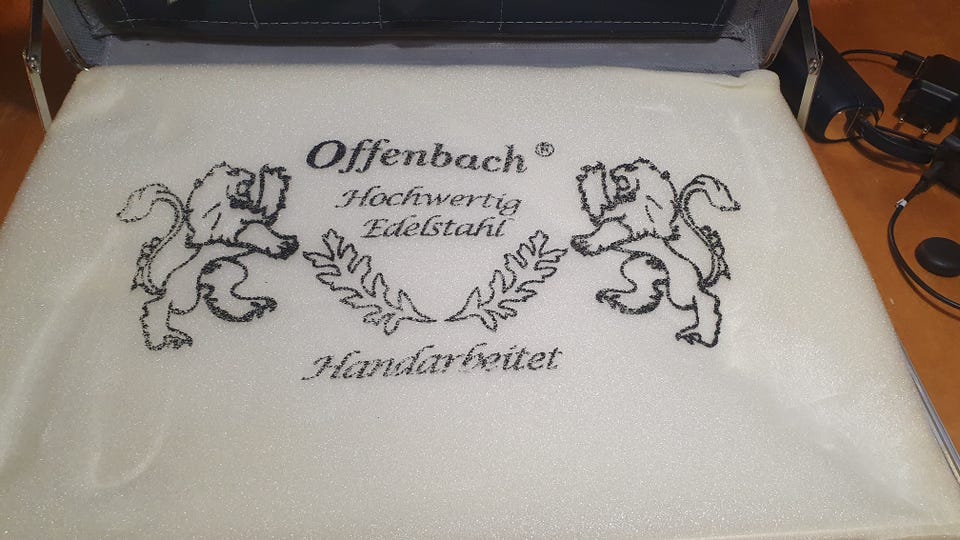 Offenbach ®
Hochwertig
Edelstahl
Handarbeitet